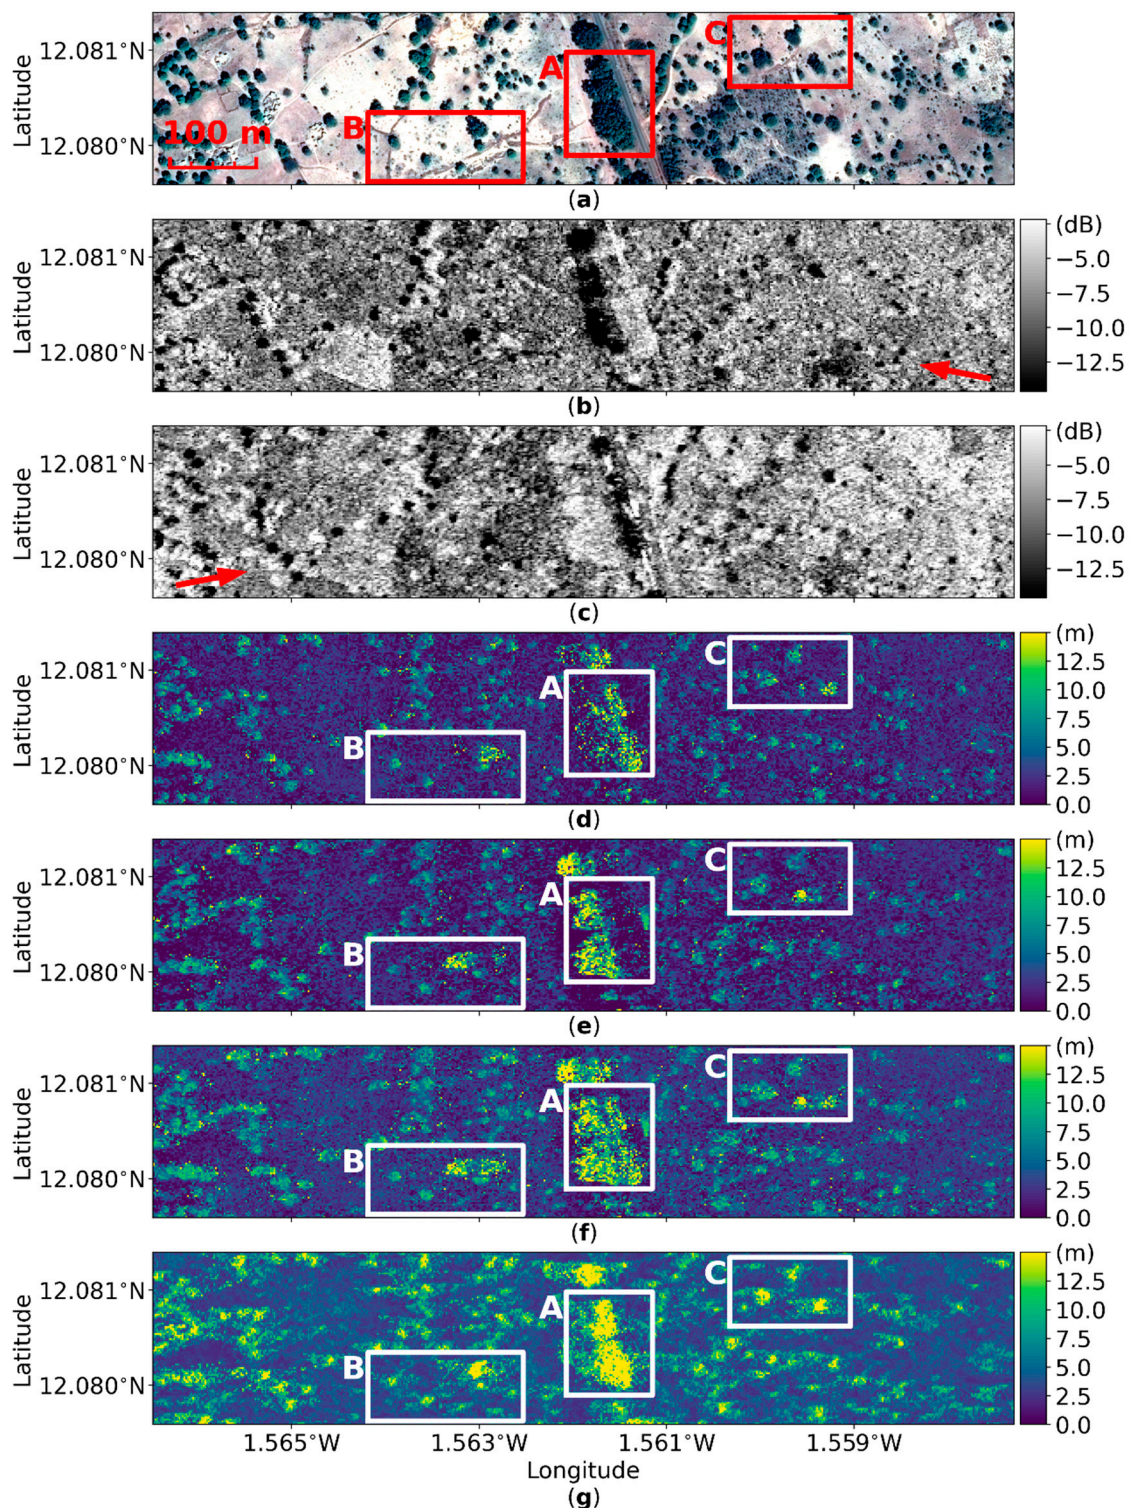 Latitude
12.081°N
12.080°N
A
B
C
100 m
(a)
Latitude
12.081°N
12.080°N
(dB)
−5.0
−7.5
−10.0
−12.5
(b)
Latitude
12.081°N
12.080°N
(dB)
−5.0
−7.5
−10.0
−12.5
(c)
Latitude
12.081°N
12.080°N
A
B
C
(m)
12.5
10.0
7.5
5.0
2.5
0.0
(d)
Latitude
12.081°N
12.080°N
A
B
C
(m)
12.5
10.0
7.5
5.0
2.5
0.0
(e)
Latitude
12.081°N
12.080°N
A
B
C
(m)
12.5
10.0
7.5
5.0
2.5
0.0
(f)
Latitude
12.081°N
12.080°N
A
B
C
(m)
12.5
10.0
7.5
5.0
2.5
0.0
1.565°W 1.563°W 1.561°W 1.559°W
Longitude
(g)